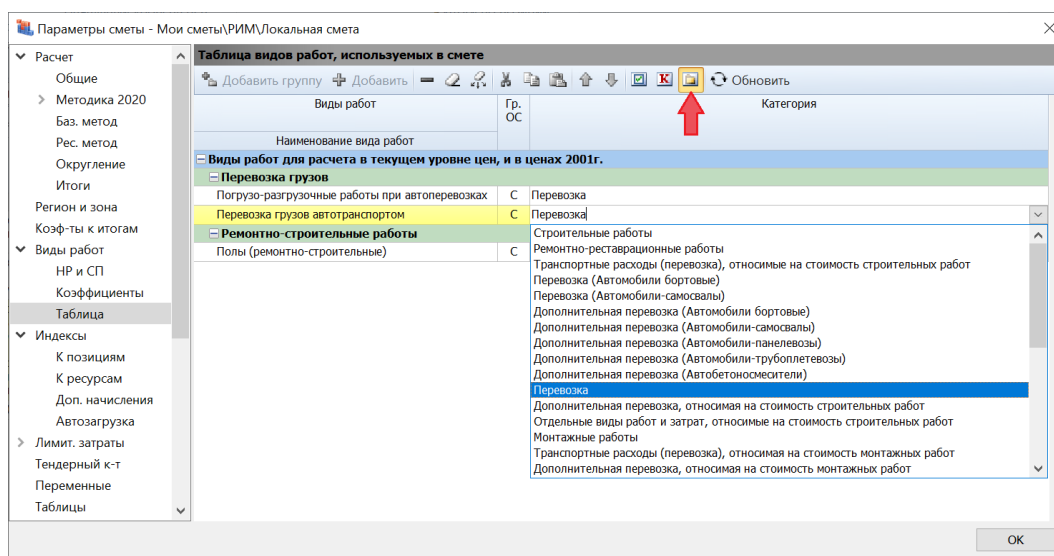 Параметры сметы - Мои сметы\РИМ\Локальная смета
Расчет
Общие
Методика 2020
Баз. метод
Рес. метод
Округление
Итоги
Регион и зона
Коэф-ты к итогам
Виды работ
НР и СП
Коэффициенты
Таблица
Индексы
К позициям
К ресурсам
Доп. начисления
Автозагрузка
Лимит. затраты
Тендерный к-т
Переменные
Таблицы
Таблица видов работ, используемых в смете
Добавить группу Добавить К Обновить
Виды работ Гр. ОС Категория
Наименование вида работ
Виды работ для расчета в текущем уровне цен, и в ценах 2001г.
Перевозка грузов
Погрузо-разгрузочные работы при автоперевозках С Перевозка
Перевозка грузов автотранспортом С Перевозка
Ремонтно-строительные работы
Полы (ремонтно-строительные) С
Строительные работы
Ремонтно-реставрационные работы
Транспортные расходы (перевозка), относимые на стоимость строительных работ
Перевозка (Автомобили бортовые)
Перевозка (Автомобили-самосвалы)
Дополнительная перевозка (Автомобили бортовые)
Дополнительная перевозка (Автомобили-самосвалы)
Дополнительная перевозка (Автомобили-панелевозы)
Дополнительная перевозка (Автомобили-трубоплетевозы)
Дополнительная перевозка (Автобетоносмесители)
Перевозка
Дополнительная перевозка, относимая на стоимость строительных работ
Отдельные виды работ и затрат, относимые на стоимость строительных работ
Монтажные работы
Транспортные расходы (перевозка), относимая на стоимость монтажных работ
Дополнительная перевозка, относимая на стоимость монтажных работ
ОК